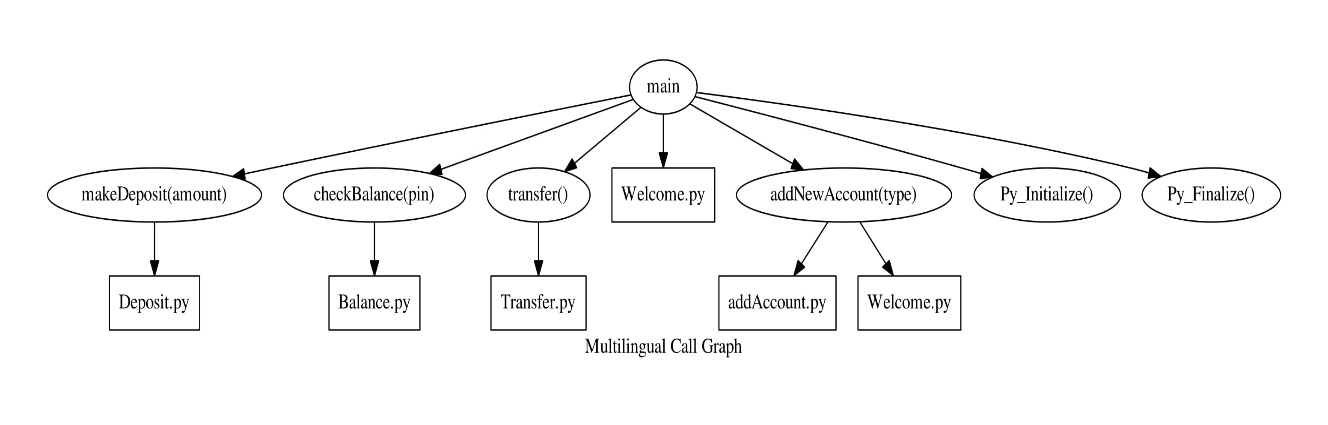 main
makeDeposit(amount)
checkBalance(pin)
transfer()
Welcome.py
addNewAccount(type)
Py_Initialize()
Py_Finalize()
Deposit.py
Balance.py
Transfer.py
addAccount.py
Welcome.py
Multilingual Call Graph